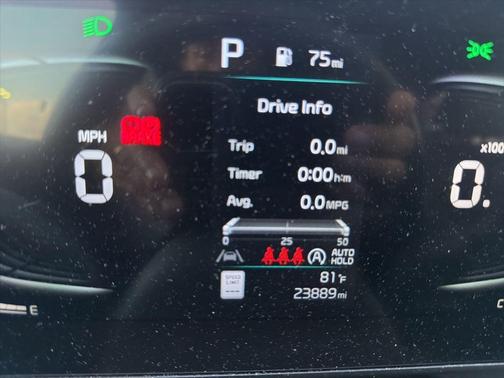 P 75mi
Drive Info
MPH
x100
Trip 0.0mi
0
0.
Timer 0:00h:m
Avg. 0.0MPG
0 25 50
A AUTO HOLD
SPEED LIMIT ---
81°F
23889mi
E
C